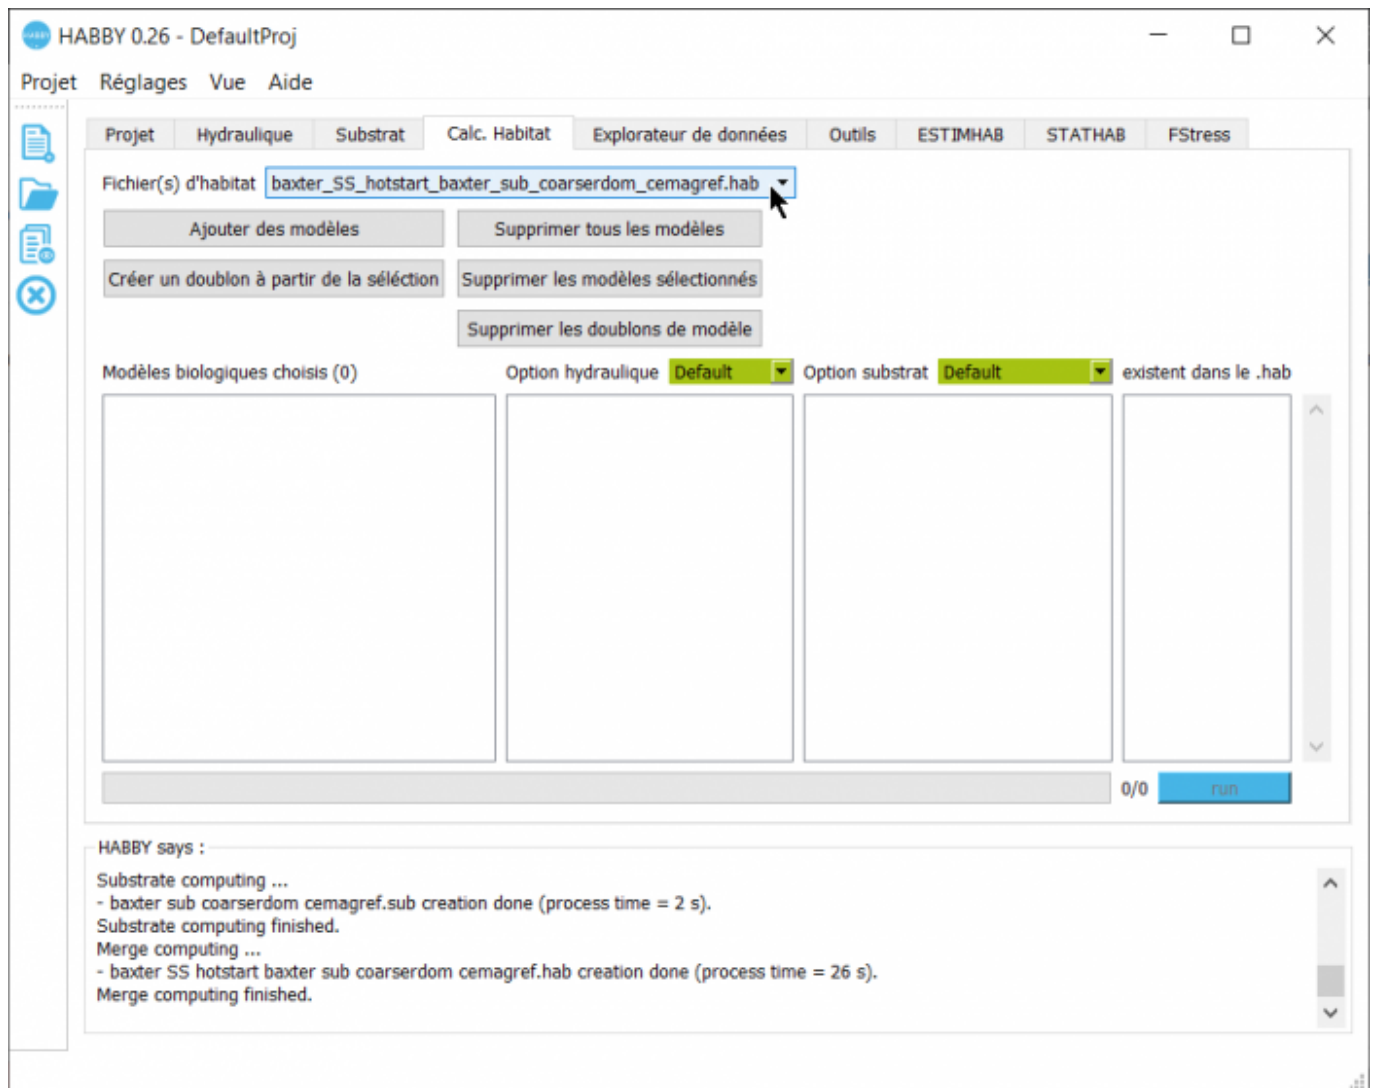 HABBY 0.26 - DefaultProj
Projet Réglages Vue Aide
Projet Hydraulique Substrat Calc. Habitat Explorateur de données Outils ESTIMHAB STATHAB FStress
Fichier(s) d'habitat baxter_SS_hotstart_baxter_sub_coarserdom_cemagref.hab
Ajouter des modèles Supprimer tous les modèles
Créer un doublon à partir de la séléction Supprimer les modèles sélectionnés
Supprimer les doublons de modèle
Modèles biologiques choisis (0) Option hydraulique Default Option substrat Default existent dans le .hab
0/0 run
HABBY says :
Substrate computing ...
- baxter sub coarserdom cemagref.sub creation done (process time = 2 s).
Substrate computing finished.
Merge computing ...
- baxter SS hotstart baxter sub coarserdom cemagref.hab creation done (process time = 26 s).
Merge computing finished.